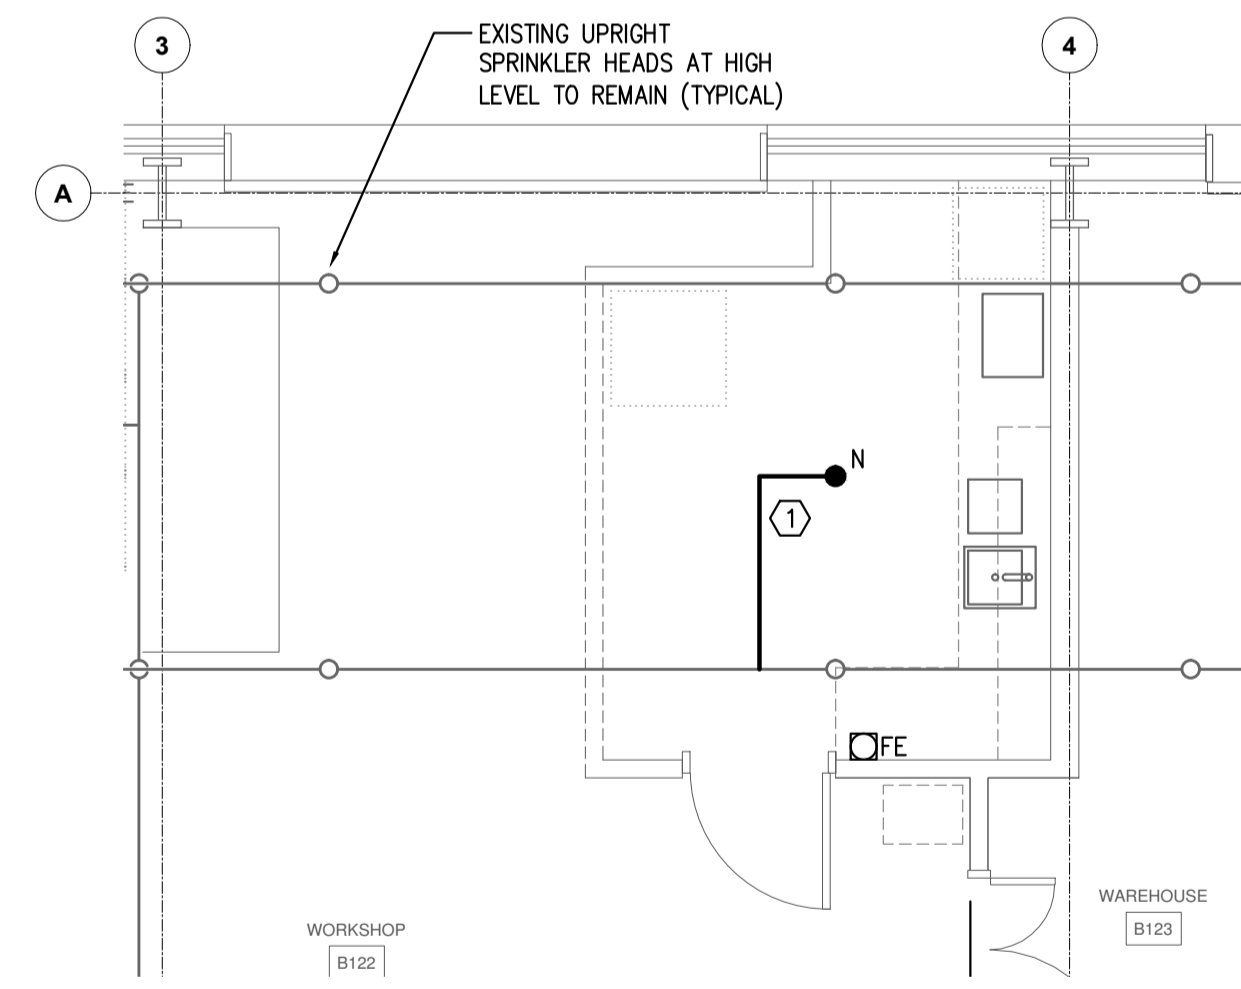 3
EXISTING UPRIGHT
SPRINKLER HEADS AT HIGH
LEVEL TO REMAIN (TYPICAL)
4
A
N
1
FE
WORKSHOP
B122
WAREHOUSE
B123